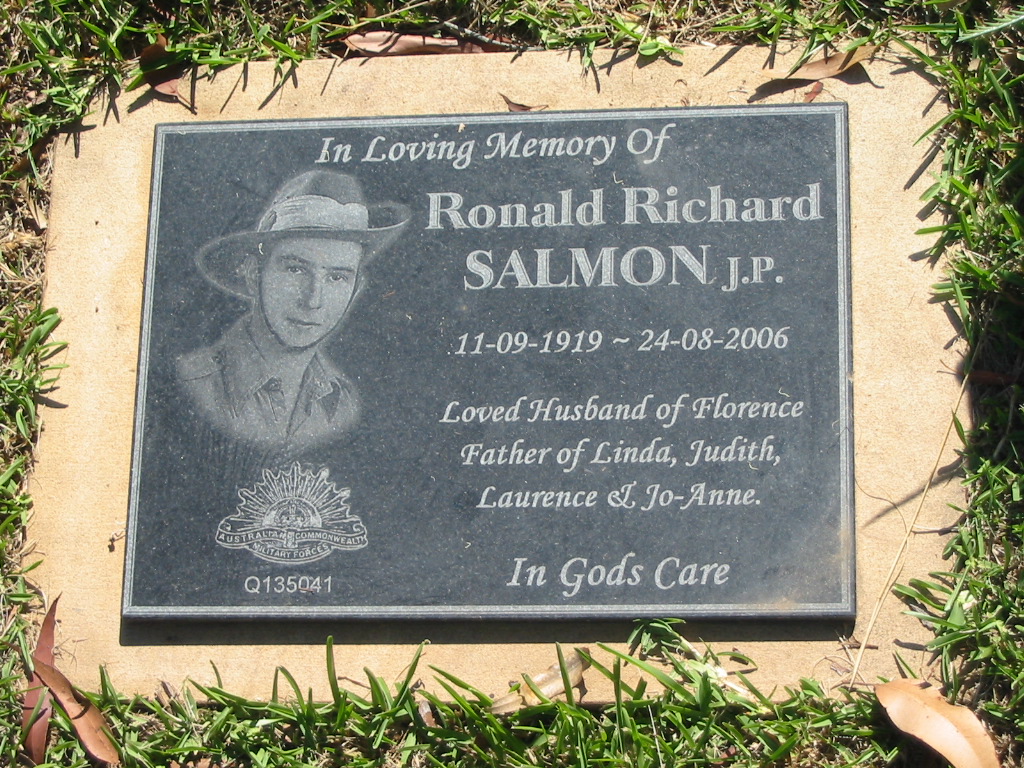 In Loving Memory Of
Ronald Richard
SALMON J.P.
11-09-1919 ~ 24-08-2006
Loved Husband of Florence
Father of Linda, Judith,
Laurence & Jo-Anne.
In Gods Care
AUSTRALIAN COMMONWEALTH
MILITARY FORCES
Q135041